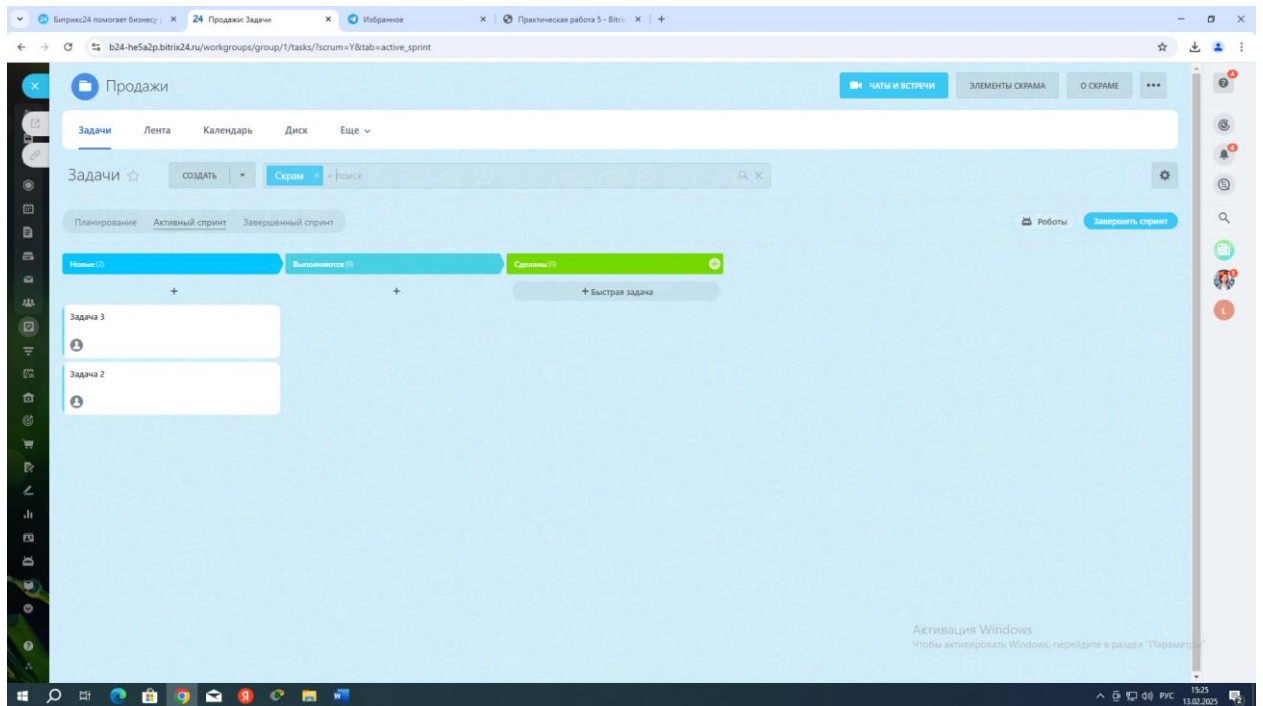 Битрикс24 помогает бизнесу
24 Продажи: Задачи
Избранное
Практическая работа 5 - Bitrix
b24-he5a2p.bitrix24.ru/workgroups/group/1/tasks/?scrum=Y&tab=active_sprint
Продажи
ЧАТЫ И ВСТРЕЧИ
ЭЛЕМЕНТЫ СКРАМА
О СКРАМЕ
Задачи Лента Календарь Диск Еще
Задачи
СОЗДАТЬ
Скрам × + поиск
Планирование Активный спринт Завершенный спринт
Роботы
Завершить спринт
Новые (2)
Выполняются (0)
Сделаны (1)
+ Быстрая задача
Задача 3
Задача 2
L
Активация Windows
Чтобы активировать Windows, перейдите в раздел "Параметры".
РУС
15:25
13.02.2025